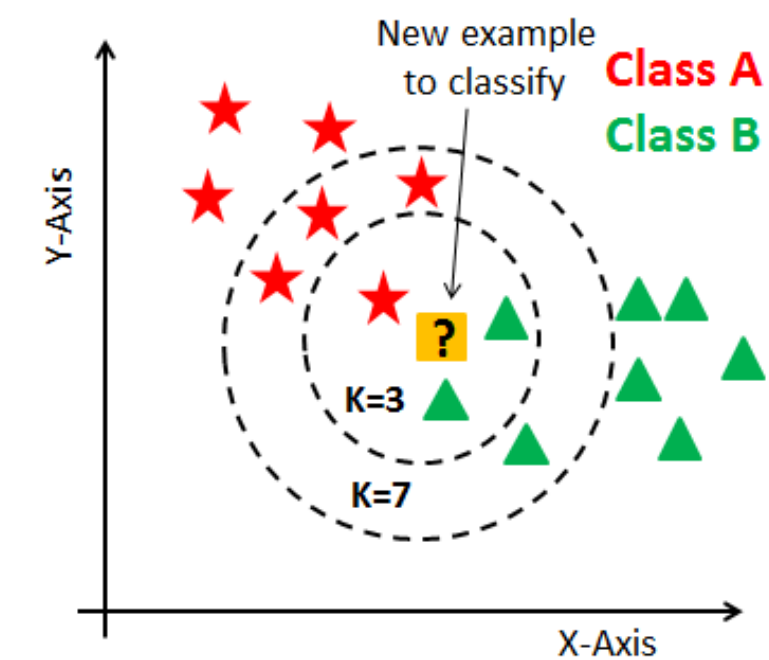 New example
to classify
Class A
Class B
Y-Axis
?
K=3
K=7
X-Axis